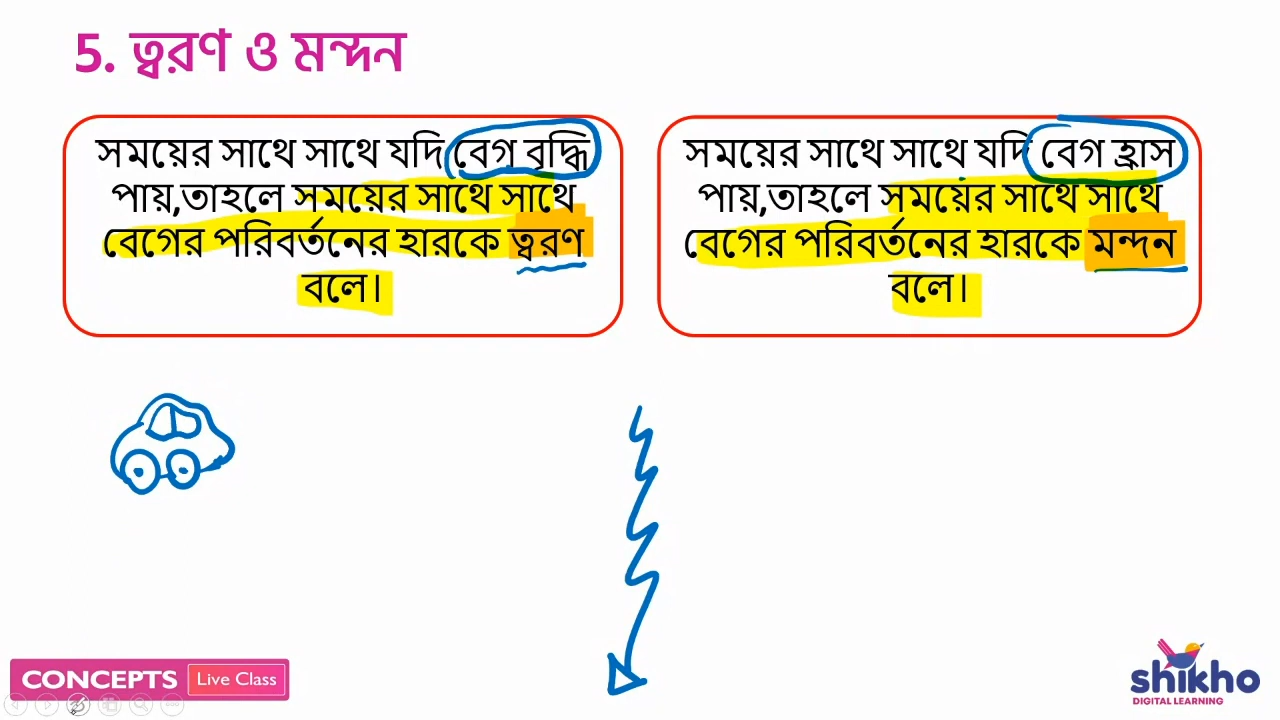 5. ত্বরণ ও মন্দন
সময়ের সাথে সাথে যদি বেগ বৃদ্ধি
পায়,তাহলে সময়ের সাথে সাথে
বেগের পরিবর্তনের হারকে ত্বরণ
বলে।
সময়ের সাথে সাথে যদি বেগ হ্রাস
পায়,তাহলে সময়ের সাথে সাথে
বেগের পরিবর্তনের হারকে মন্দন
বলে।
CONCEPTS Live Class
shikho
DIGITAL LEARNING